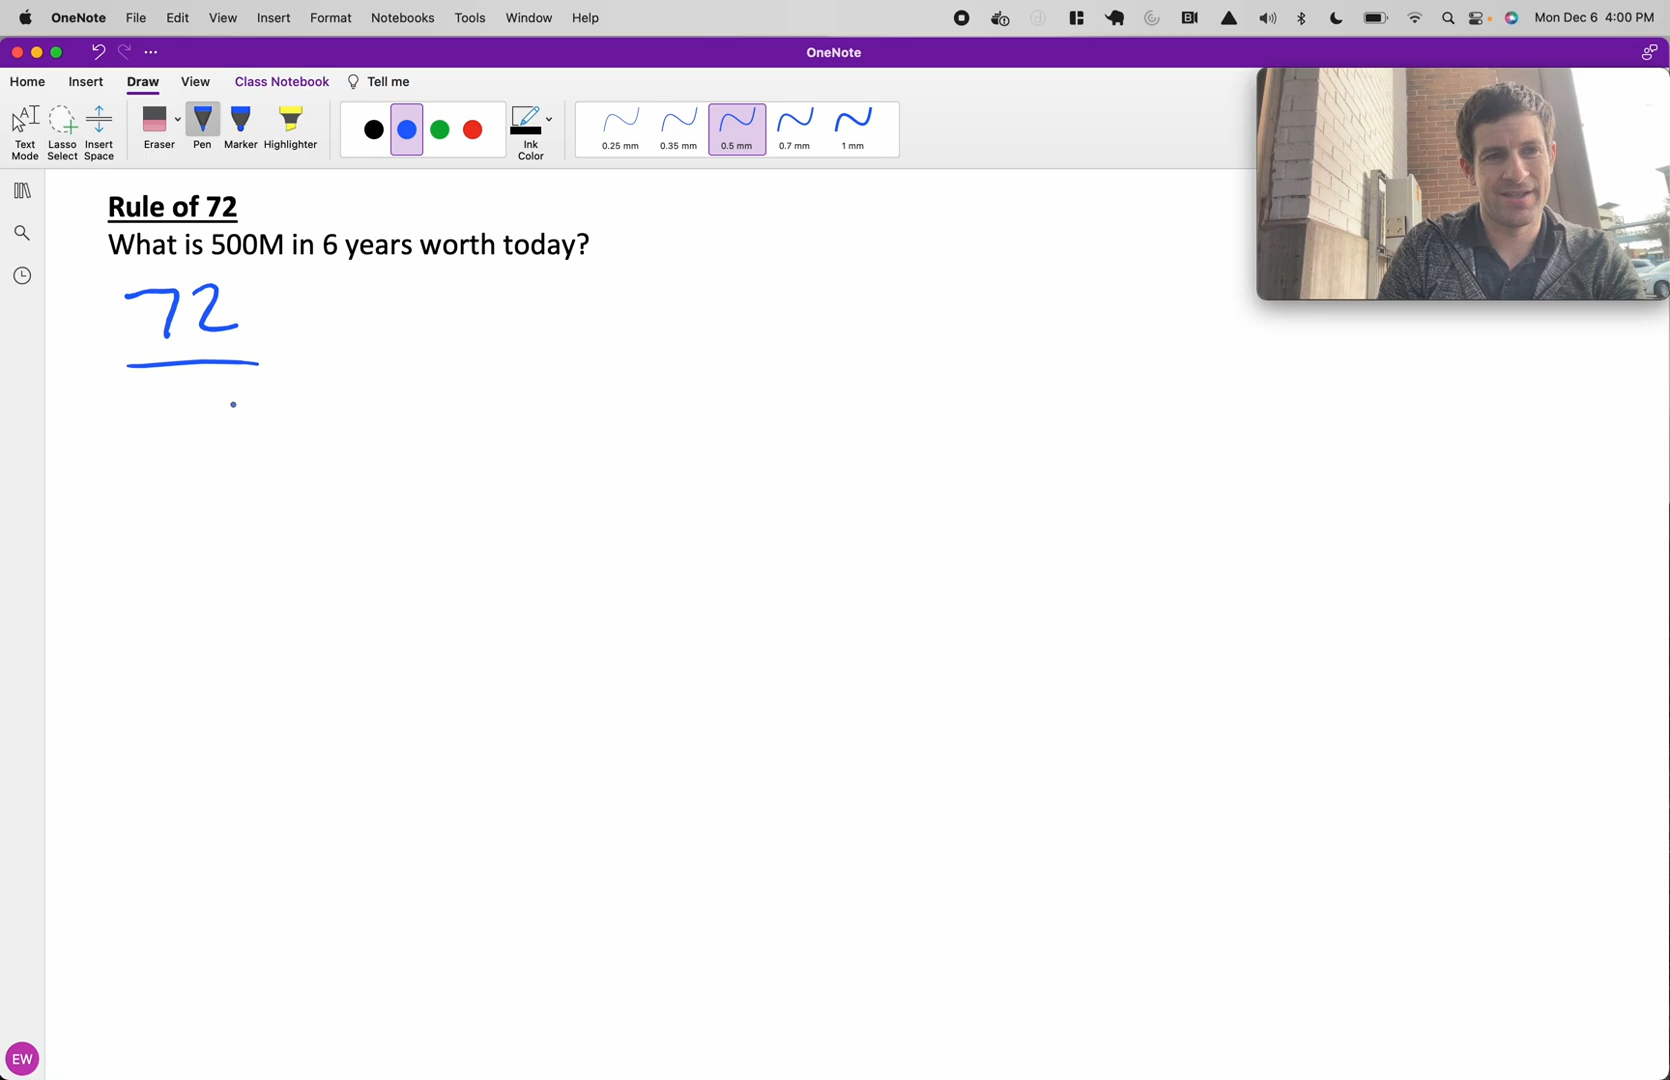 OneNote File Edit View Insert Format Notebooks Tools Window Help Mon Dec 6 4:00 PM
OneNote
Home Insert Draw View Class Notebook Tell me
Text Mode Lasso Select Insert Space Eraser Pen Marker Highlighter Ink Color 0.25 mm 0.35 mm 0.5 mm 0.7 mm 1 mm
Rule of 72
What is 500M in 6 years worth today?
72
EW